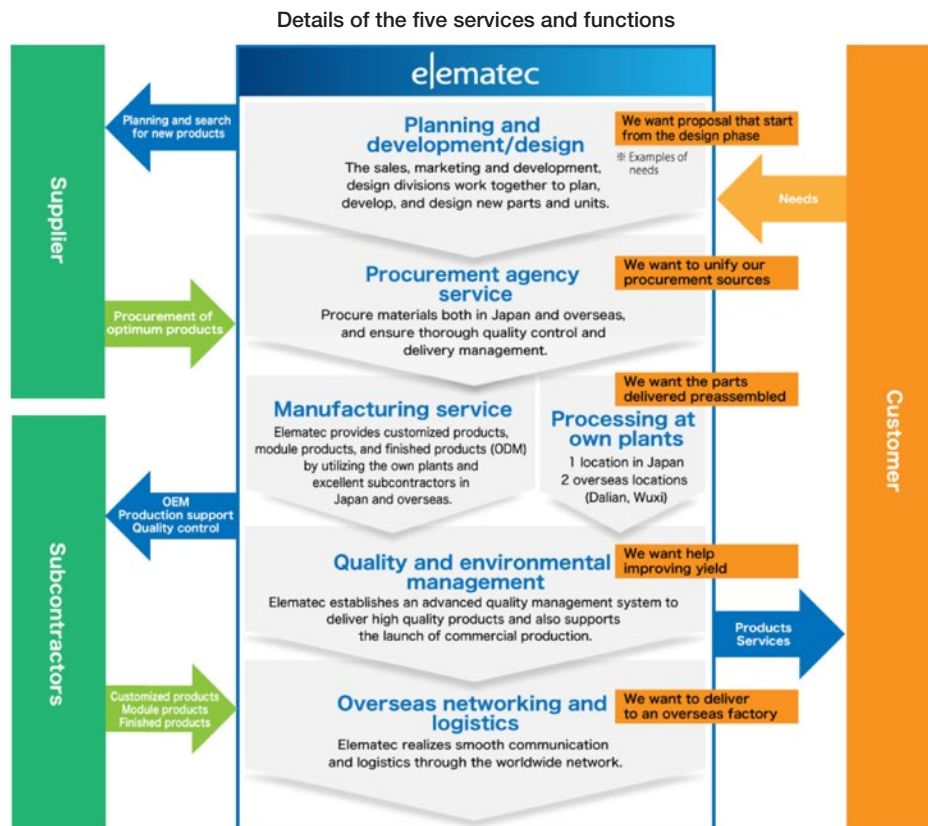 Details of the five services and functions
elematec
Supplier
Planning and search
for new products
Planning and
development/design
The sales, marketing and development,
design divisions work together to plan,
develop, and design new parts and units.
We want proposal that start
from the design phase
※ Examples of
needs
Needs
Customer
Procurement of
optimum products
Procurement agency
service
Procure materials both in Japan and overseas,
and ensure thorough quality control and
delivery management.
We want to unify our
procurement sources
Manufacturing service
Elematec provides customized products,
module products, and finished products (ODM)
by utilizing the own plants and
excellent subcontractors in
Japan and overseas.
We want the parts
delivered preassembled
Processing at
own plants
1 location in Japan
2 overseas locations
(Dalian, Wuxi)
Subcontractors
OEM
Production support
Quality control
Quality and environmental
management
Elematec establishes an advanced quality management system to
deliver high quality products and also supports
the launch of commercial production.
We want help
improving yield
Products
Services
Customized products
Module products
Finished products
Overseas networking and
logistics
Elematec realizes smooth communication
and logistics through the worldwide network.
We want to deliver
to an overseas factory